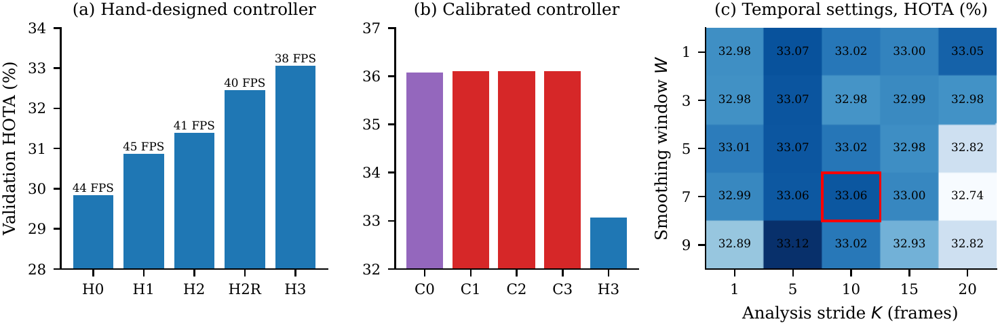 (a) Hand-designed controller
Validation HOTA (%)
34
33
32
31
30
29
28
44 FPS
45 FPS
41 FPS
40 FPS
38 FPS
H0 H1 H2 H2R H3
(b) Calibrated controller
37
36
35
34
33
32
C0 C1 C2 C3 H3
(c) Temporal settings, HOTA (%)
Smoothing window W
1 32.98 33.07 33.02 33.00 33.05
3 32.98 33.07 32.98 32.99 32.98
5 33.01 33.07 33.02 32.98 32.82
7 32.99 33.06 33.06 33.00 32.74
9 32.89 33.12 33.02 32.93 32.82
1 5 10 15 20
Analysis stride K (frames)